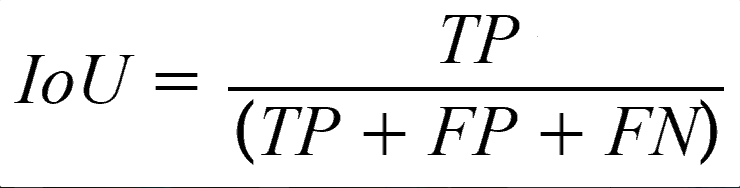 IoU = TP / (TP + FP + FN)